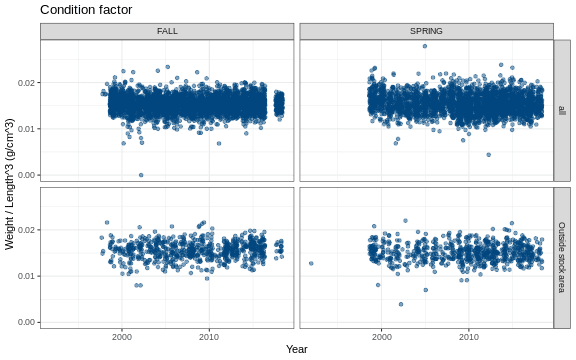 Condition factor
FALL
SPRING
0.02
0.01
0.00
all
0.02
0.01
0.00
Outside stock area
Weight / Length^3 (g/cm^3)
2000
2010
2000
2010
Year